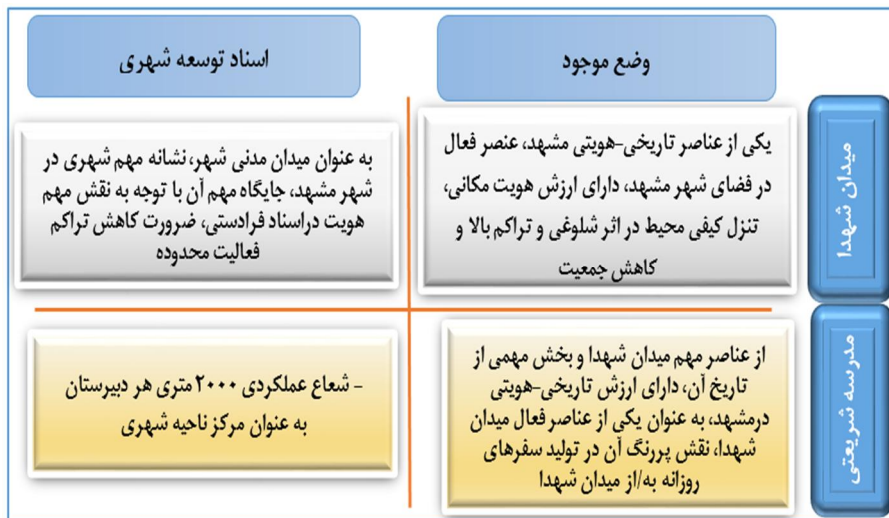 وضع موجود
اسناد توسعه شهری
میدان شهدا
یکی از عناصر تاریخی-هویتی مشهد، عنصر فعال
در فضای شهر مشهد، دارای ارزش هویت مکانی،
تنزل کیفی محیط در اثر شلوغی و تراکم بالا و
کاهش جمعیت
به عنوان میدان مدنی شهر، نشانه مهم شهری در
شهر مشهد، جایگاه مهم آن با توجه به نقش مهم
هویت دراسناد فرادستی، ضرورت کاهش تراکم
فعالیت محدوده
مدرسه شریعتی
از عناصر مهم میدان شهدا و بخش مهمی از
تاریخ آن، دارای ارزش تاریخی-هویتی
درمشهد، به عنوان یکی از عناصر فعال میدان
شهدا، نقش پررنگ آن در تولید سفرهای
روزانه به/از میدان شهدا
- شعاع عملکردی ۲۰۰۰ متری هر دبیرستان
به عنوان مرکز ناحیه شهری